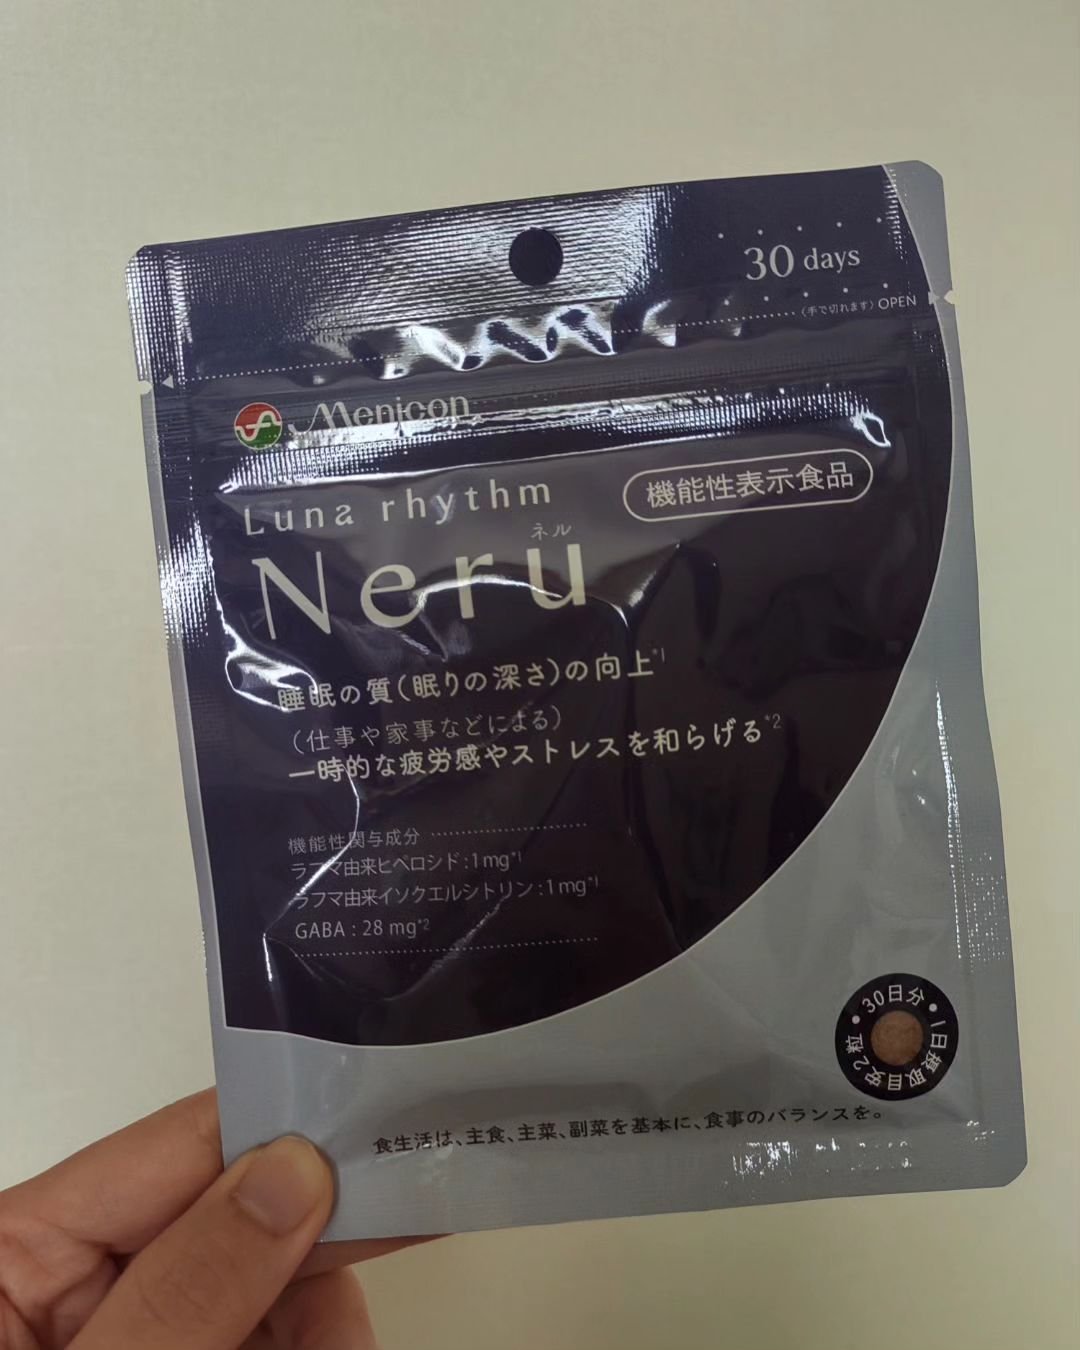 30 days
(手で切れます) OPEN
Menicon
Luna rhythm
機能性表示食品
ネル
Neru
睡眠の質(眠りの深さ)の向上*1
(仕事や家事などによる)
一時的な疲労感やストレスを和らげる*2
機能性関与成分
ラフマ由来ヒペロシド:1mg*1
ラフマ由来イソクエルシトリン:1mg*1
GABA : 28 mg*2
30日分・1日摂取目安2粒・
食生活は、主食、主菜、副菜を基本に、食事のバランスを。